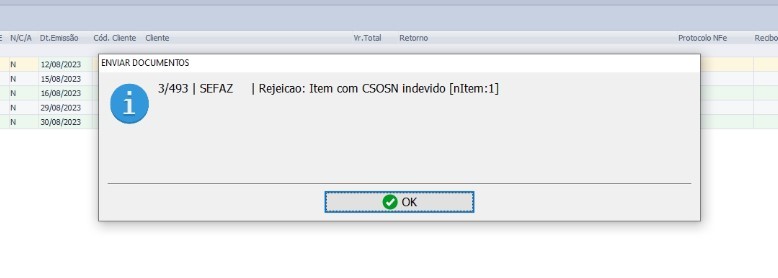 E N/C/A Dt.Emissão Cód. Cliente Cliente Vr.Total Retorno Protocolo NFe Recibo
ENVIAR DOCUMENTOS
N 12/08/2023
3/493 | SEFAZ | Rejeicao: Item com CSOSN indevido [nItem:1]
N 15/08/2023
N 16/08/2023
N 29/08/2023
N 30/08/2023
OK